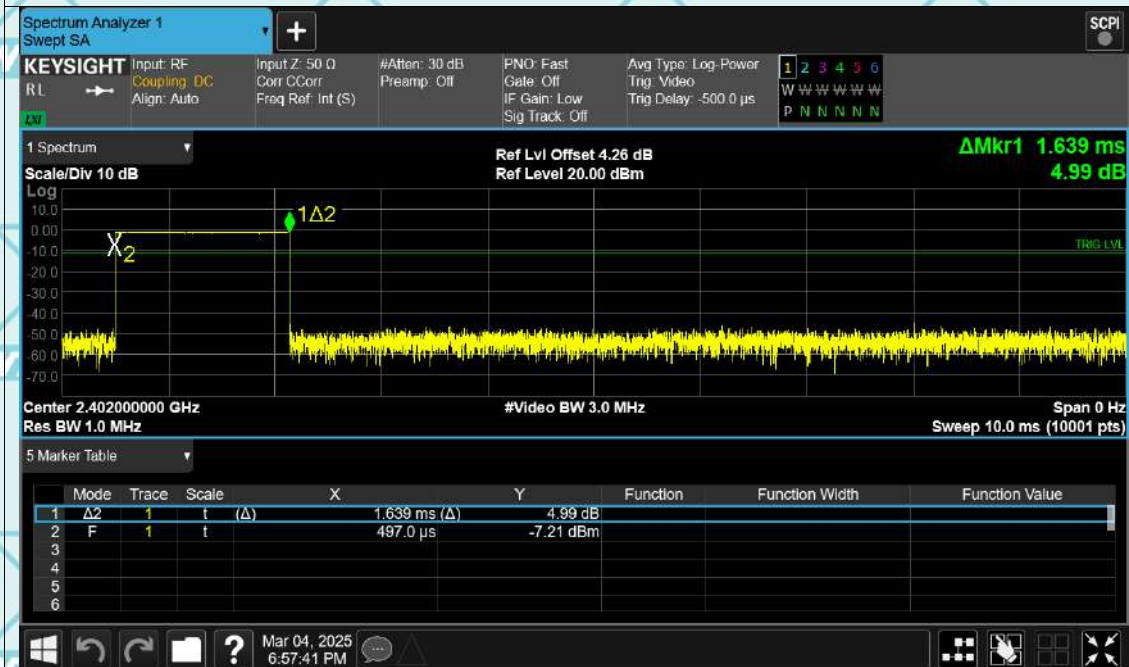 Spectrum Analyzer 1
Swept SA
+
SCPI
KEYSIGHT Input: RF Input Z: 50 Ω #Atten: 30 dB PNO: Fast Avg Type: Log-Power 1 2 3 4 5 6
RL Coupling: DC Corr CCorr Preamp: Off Gate: Off Trig: Video W W W W W W
Align: Auto Freq Ref: Int (S) IF Gain: Low Trig Delay: -500.0 µs
LXI Sig Track: Off P N N N N N
1 Spectrum
Ref Lvl Offset 4.26 dB ΔMkr1 1.639 ms
Scale/Div 10 dB Ref Level 20.00 dBm 4.99 dB
Log
10.0
1Δ2
0.00
X2
TRIG LVL
-10.0
-20.0
-30.0
-40.0
-50.0
-60.0
-70.0
Center 2.402000000 GHz #Video BW 3.0 MHz Span 0 Hz
Res BW 1.0 MHz Sweep 10.0 ms (10001 pts)
5 Marker Table
Mode Trace Scale X Y Function Function Width Function Value
1 Δ2 1 t (Δ) 1.639 ms (Δ) 4.99 dB
2 F 1 t 497.0 µs -7.21 dBm
3
4
5
6
? Mar 04, 2025
6:57:41 PM